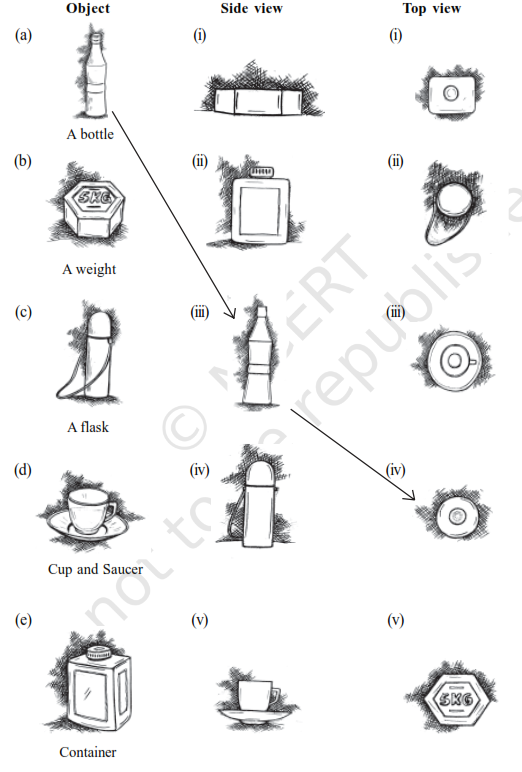 Object Side view Top view
(a) (i) (i)
A bottle
(b) (ii) (ii)
5KG
A weight
(c) (iii) (iii)
A flask
(d) (iv) (iv)
Cup and Saucer
(e) (v) (v)
5KG
Container
© NCERT
not to be republis